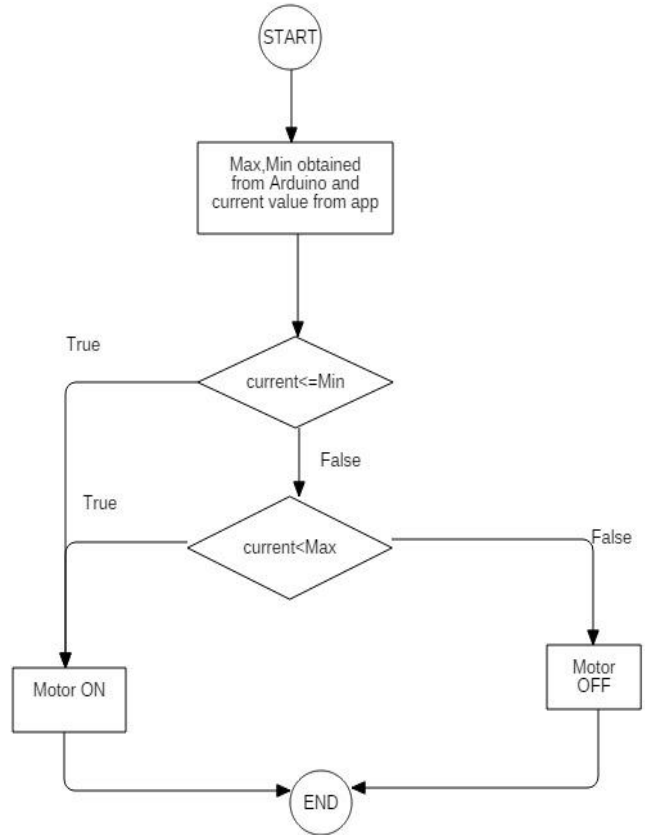 START
Max,Min obtained
from Arduino and
current value from app
True
current<=Min
False
True
current<Max
False
Motor ON
Motor
OFF
END